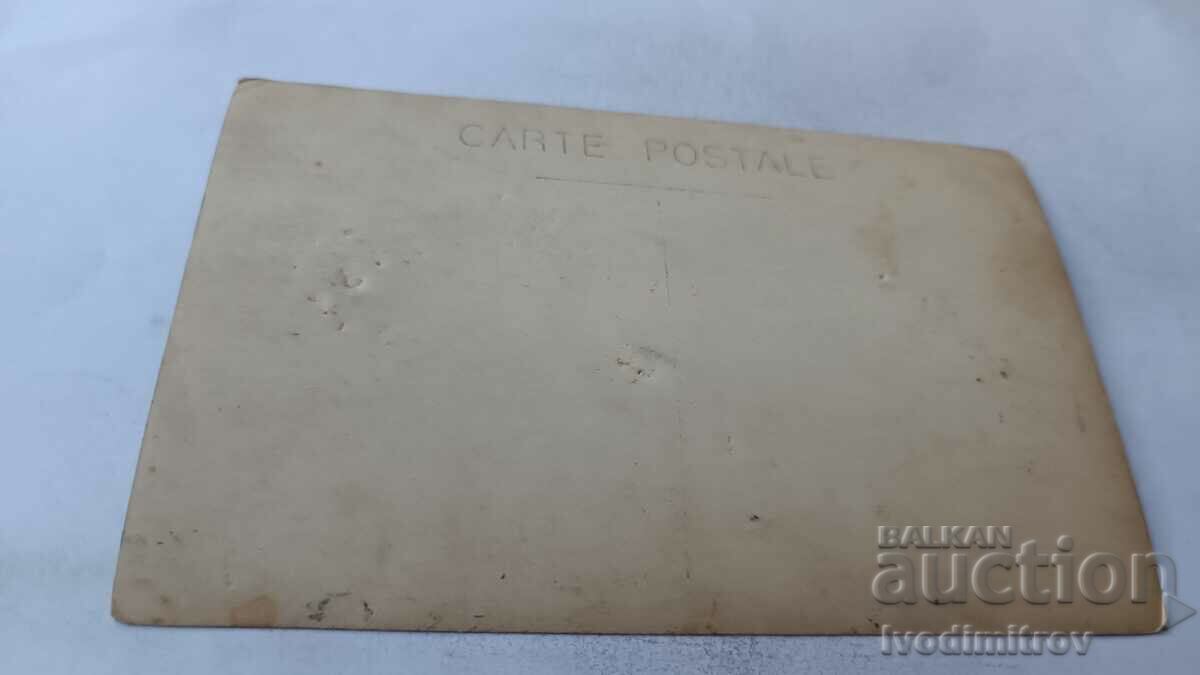 CARTE POSTALE
BALKAN
auction
Ivodimitrov